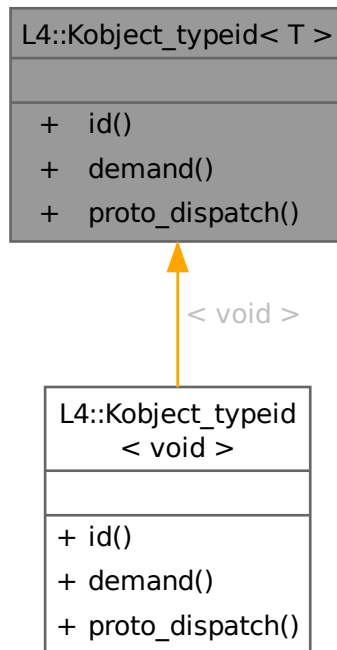 L4::Kobject_typeid< T >
+ id()
+ demand()
+ proto_dispatch()
< void >
L4::Kobject_typeid
< void >
+ id()
+ demand()
+ proto_dispatch()